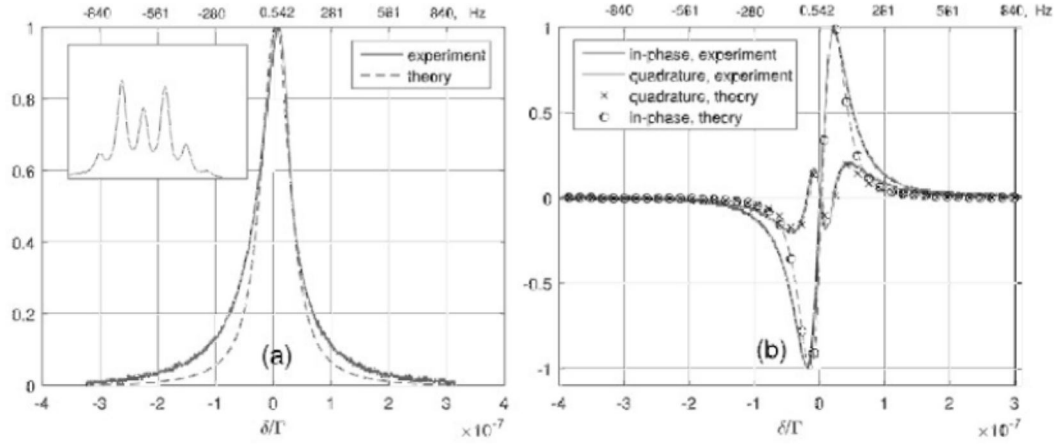 -840 -561 -280 0.542 281 561 840, Hz
1
0.8
0.6
0.4
0.2
0
experiment
theory
(a)
-4 -3 -2 -1 0 1 2 3 4
δ/Γ
×10⁻⁷
-840 -561 -280 0.542 281 561 840, Hz
1
0.5
0
-0.5
-1
in-phase, experiment
quadrature, experiment
quadrature, theory
in-phase, theory
(b)
-4 -3 -2 -1 0 1 2 3
δ/Γ
×10⁻⁷